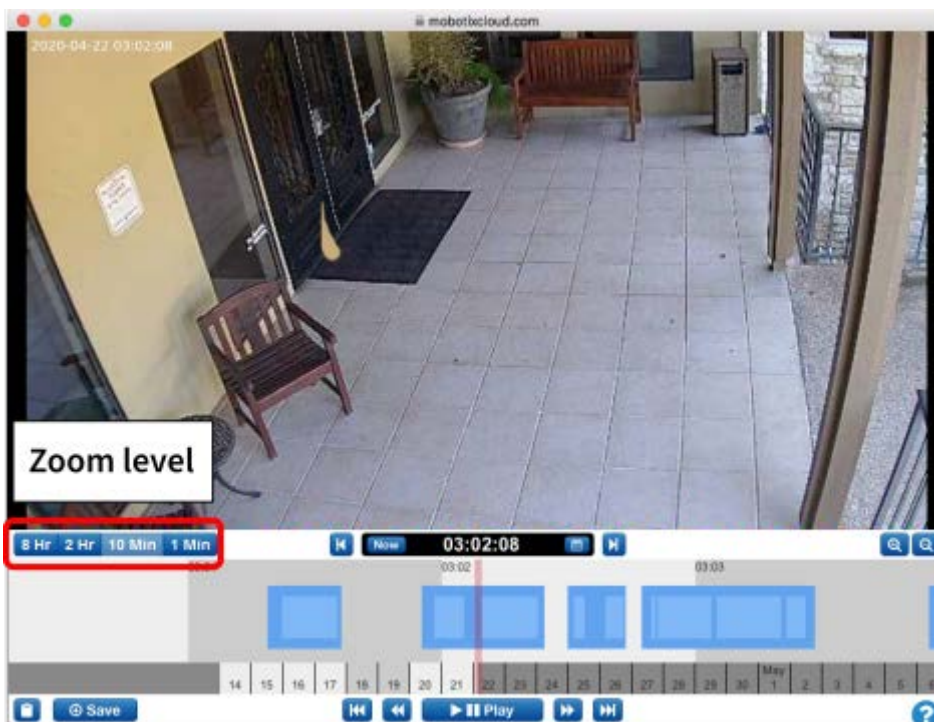 mobotixcloud.com
2020-04-22 03:02:08
Zoom level
8 Hr 2 Hr 10 Min 1 Min
Now 03:02:08
03:02 03:03
May
14 15 16 17 18 19 20 21 22 23 24 25 26 27 28 29 30 1 2 3 4 5
Save Play ?